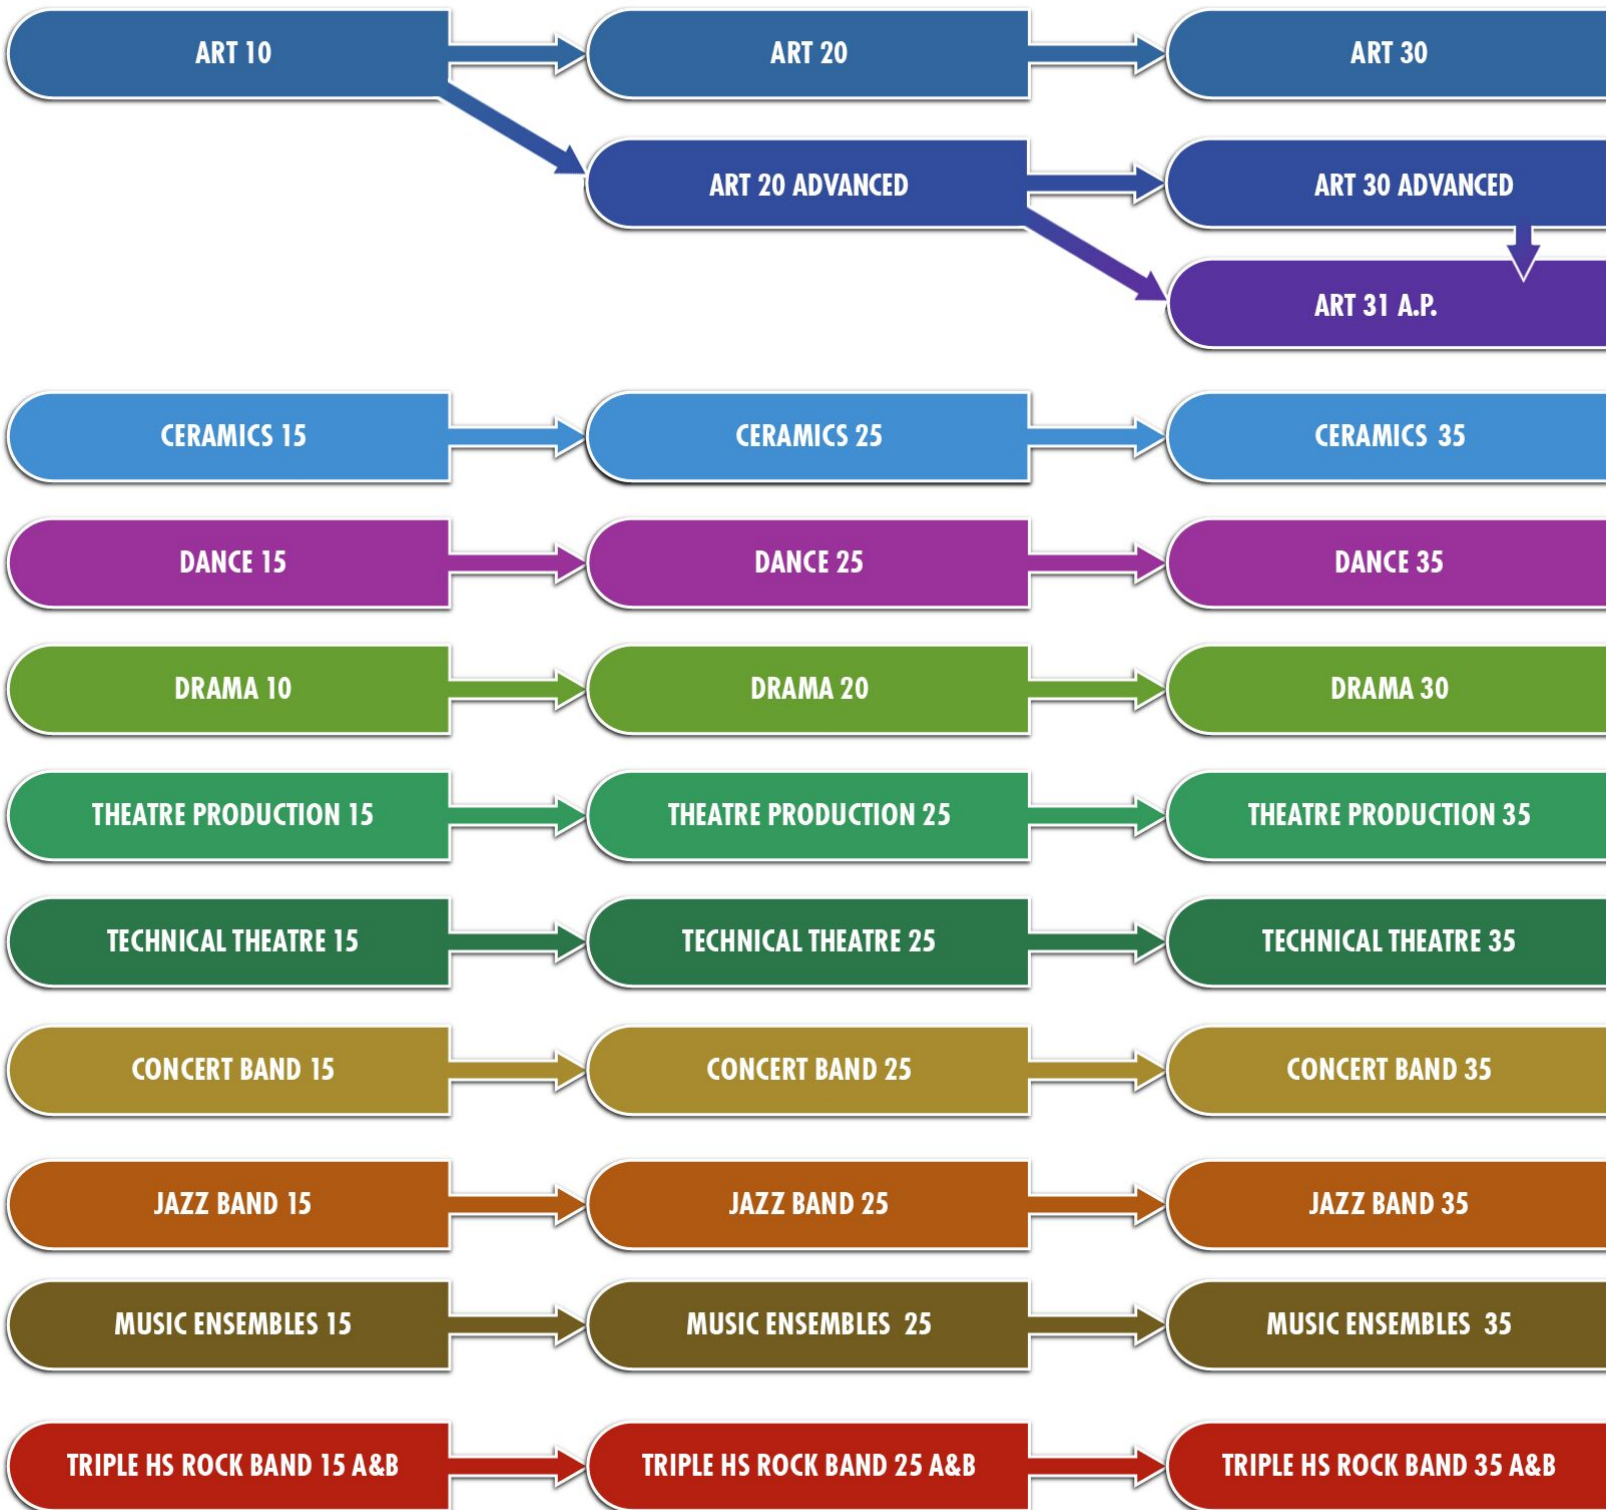 ART 10
ART 20
ART 30
ART 20 ADVANCED
ART 30 ADVANCED
ART 31 A.P.
CERAMICS 15
CERAMICS 25
CERAMICS 35
DANCE 15
DANCE 25
DANCE 35
DRAMA 10
DRAMA 20
DRAMA 30
THEATRE PRODUCTION 15
THEATRE PRODUCTION 25
THEATRE PRODUCTION 35
TECHNICAL THEATRE 15
TECHNICAL THEATRE 25
TECHNICAL THEATRE 35
CONCERT BAND 15
CONCERT BAND 25
CONCERT BAND 35
JAZZ BAND 15
JAZZ BAND 25
JAZZ BAND 35
MUSIC ENSEMBLES 15
MUSIC ENSEMBLES 25
MUSIC ENSEMBLES 35
TRIPLE HS ROCK BAND 15 A&B
TRIPLE HS ROCK BAND 25 A&B
TRIPLE HS ROCK BAND 35 A&B